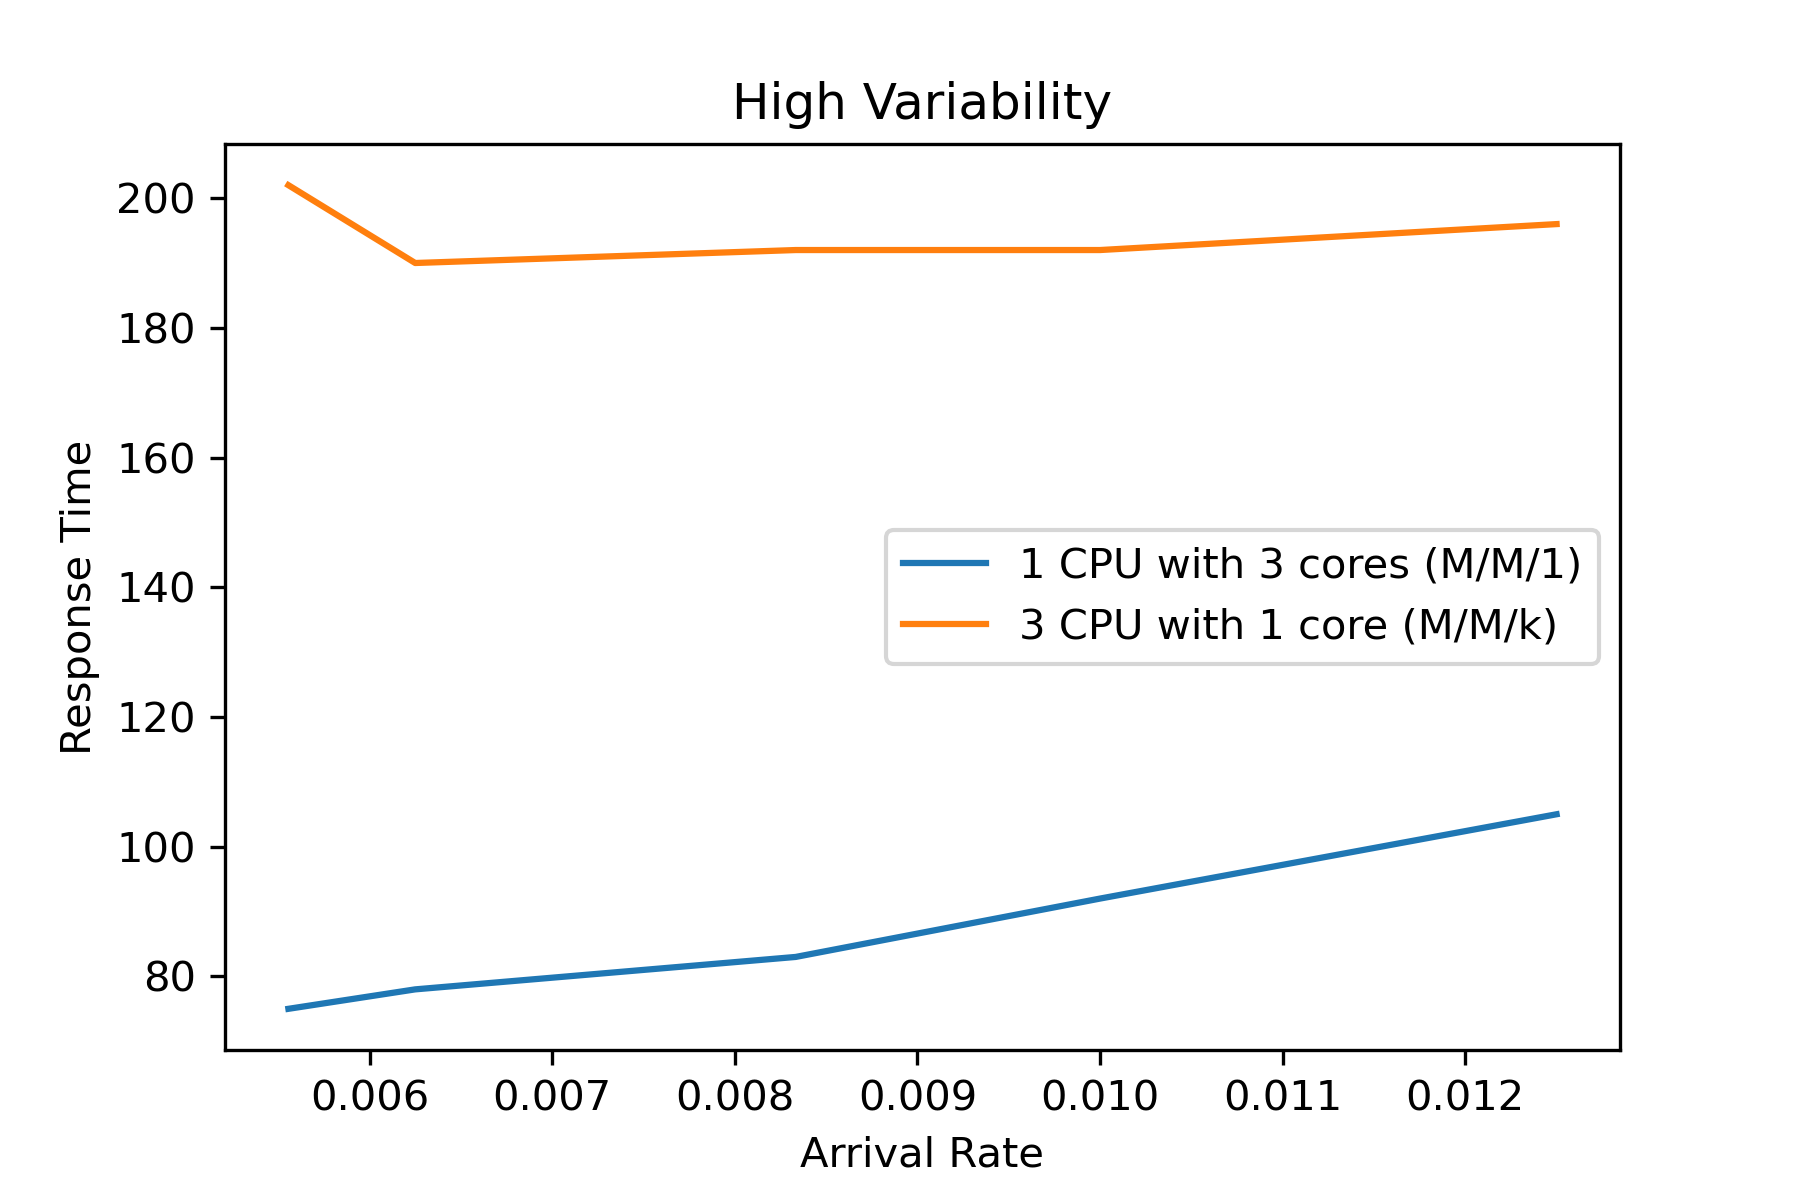 High Variability
200
180
160
140
120
100
80
Response Time
1 CPU with 3 cores (M/M/1)
3 CPU with 1 core (M/M/k)
0.006 0.007 0.008 0.009 0.010 0.011 0.012
Arrival Rate